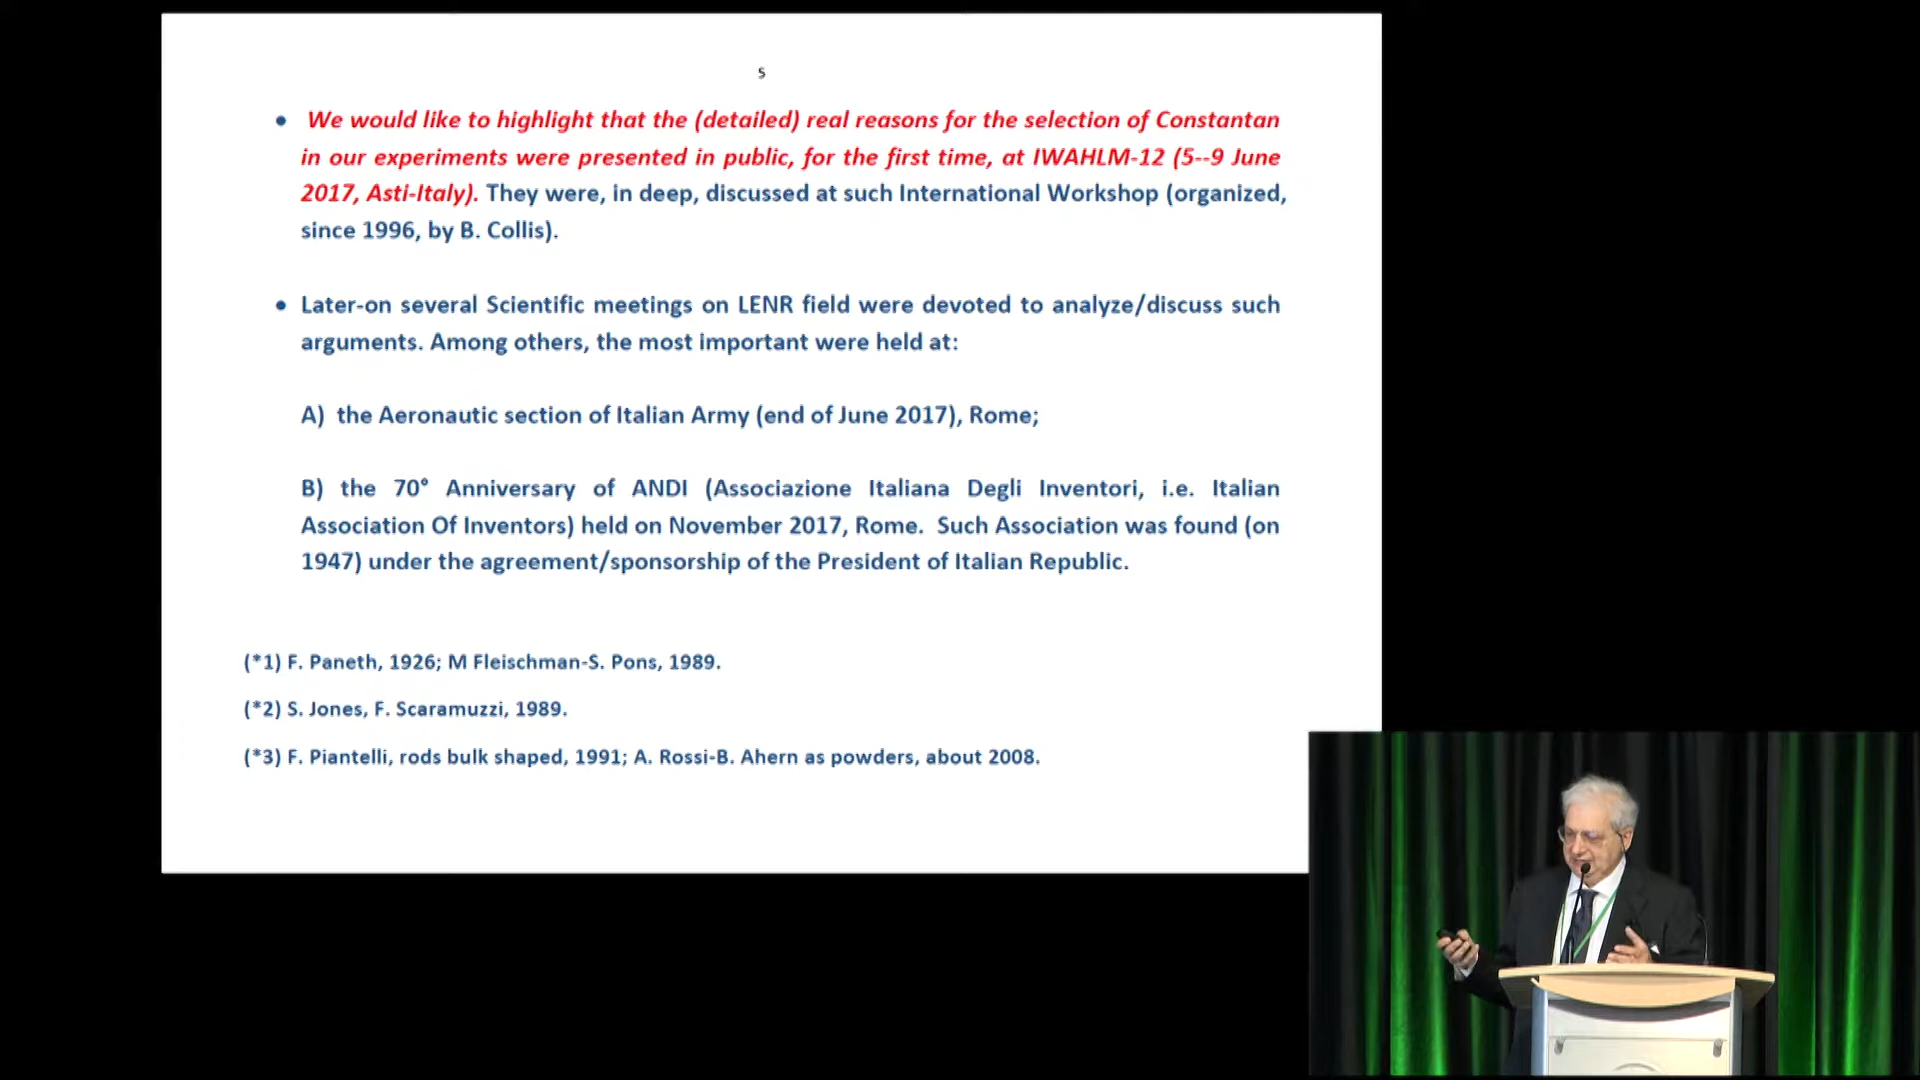 5
• We would like to highlight that the (detailed) real reasons for the selection of Constantan
in our experiments were presented in public, for the first time, at IWAHLM-12 (5--9 June
2017, Asti-Italy). They were, in deep, discussed at such International Workshop (organized,
since 1996, by B. Collis).
• Later-on several Scientific meetings on LENR field were devoted to analyze/discuss such
arguments. Among others, the most important were held at:
A) the Aeronautic section of Italian Army (end of June 2017), Rome;
B) the 70° Anniversary of ANDI (Associazione Italiana Degli Inventori, i.e. Italian
Association Of Inventors) held on November 2017, Rome. Such Association was found (on
1947) under the agreement/sponsorship of the President of Italian Republic.
(*1) F. Paneth, 1926; M Fleischman-S. Pons, 1989.
(*2) S. Jones, F. Scaramuzzi, 1989.
(*3) F. Piantelli, rods bulk shaped, 1991; A. Rossi-B. Ahern as powders, about 2008.